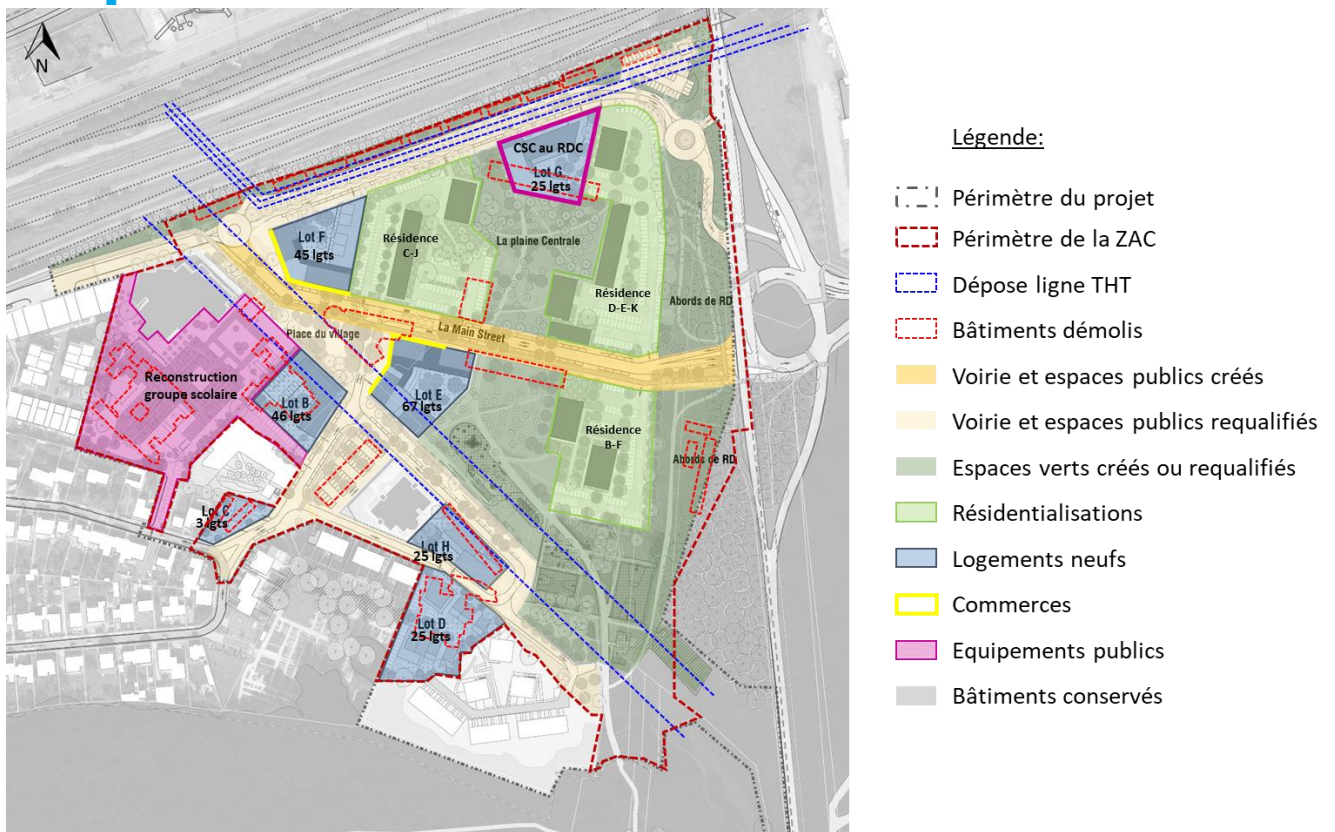 N
CSC au RDC
Lot G
25 lgts
Lot F
45 lgts
Résidence
C-J
La plaine Centrale
Résidence
D-E-K
Abords de RD
La Main Street
Place du village
Reconstruction
groupe scolaire
Lot B
46 lgts
Lot E
67 lgts
Résidence
B-F
Abords de RD
Lot C
3 lgts
Lot H
25 lgts
Lot D
25 lgts
Légende:
Périmètre du projet
Périmètre de la ZAC
Dépose ligne THT
Bâtiments démolis
Voirie et espaces publics créés
Voirie et espaces publics requalifiés
Espaces verts créés ou requalifiés
Résidentialisations
Logements neufs
Commerces
Equipements publics
Bâtiments conservés